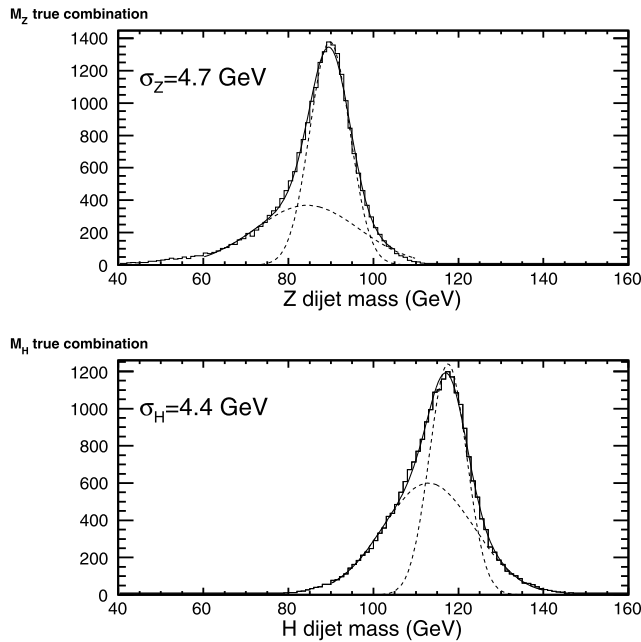 M_Z true combination
1400
1200
1000
800
600
400
200
0
σ_Z=4.7 GeV
40 60 80 100 120 140 160
Z dijet mass (GeV)
M_H true combination
1200
1000
800
600
400
200
0
σ_H=4.4 GeV
40 60 80 100 120 140 160
H dijet mass (GeV)